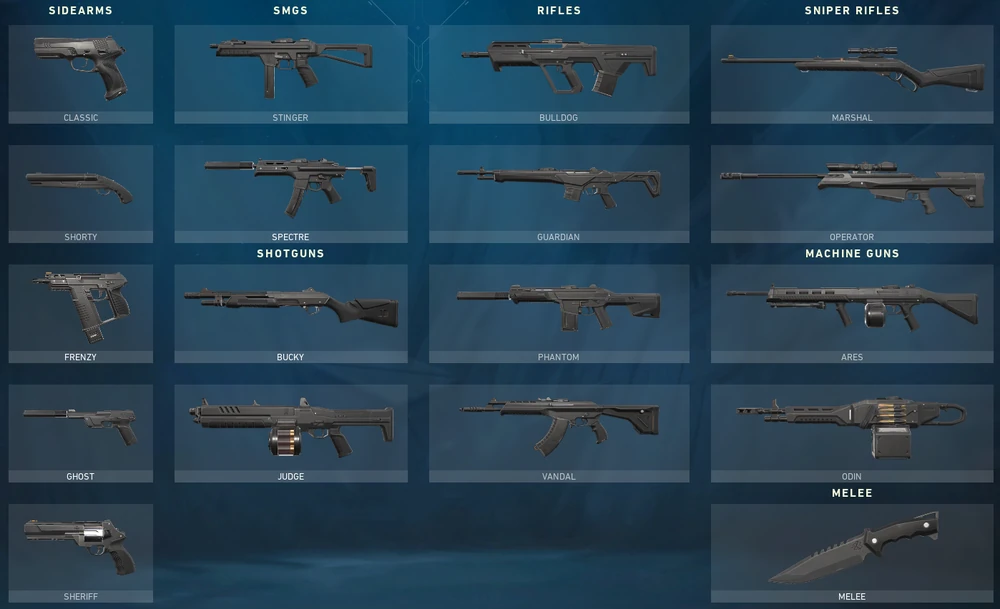 SIDEARMS
SMGS
RIFLES
SNIPER RIFLES
CLASSIC
STINGER
BULLDOG
MARSHAL
SHORTY
SPECTRE
GUARDIAN
OPERATOR
SHOTGUNS
MACHINE GUNS
FRENZY
BUCKY
PHANTOM
ARES
GHOST
JUDGE
VANDAL
ODIN
MELEE
SHERIFF
MELEE